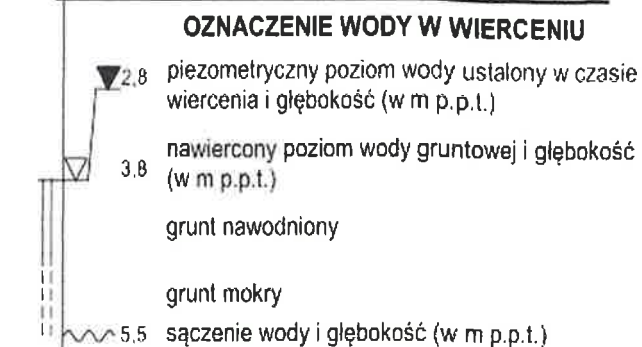 OZNACZENIE WODY W WIERCENIU
2,8 piezometryczny poziom wody ustalony w czasie
wiercenia i głębokość (w m p.p.t.)
3,8 nawiercony poziom wody gruntowej i głębokość
(w m p.p.t.)
grunt nawodniony
grunt mokry
5,5 sączenie wody i głębokość (w m p.p.t.)